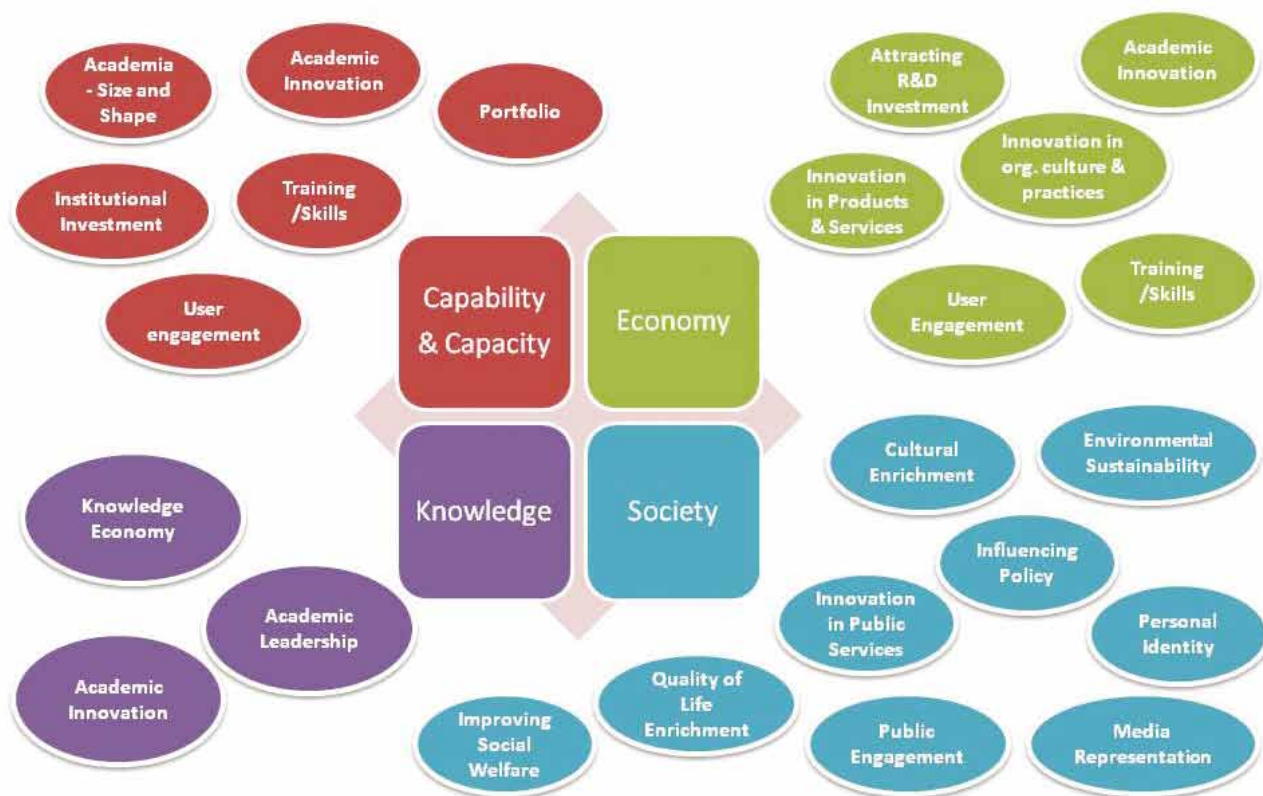 Academia
- Size and
Shape
Academic
Innovation
Portfolio
Institutional
Investment
Training
/Skills
User
engagement
Attracting
R&D
Investment
Academic
Innovation
Innovation in
org. culture &
practices
Innovation
in Products
& Services
Training
/Skills
User
Engagement
Capability
& Capacity
Economy
Knowledge
Society
Knowledge
Economy
Academic
Leadership
Academic
Innovation
Cultural
Enrichment
Environmental
Sustainability
Influencing
Policy
Innovation
in Public
Services
Personal
Identity
Quality of
Life
Enrichment
Improving
Social
Welfare
Public
Engagement
Media
Representation